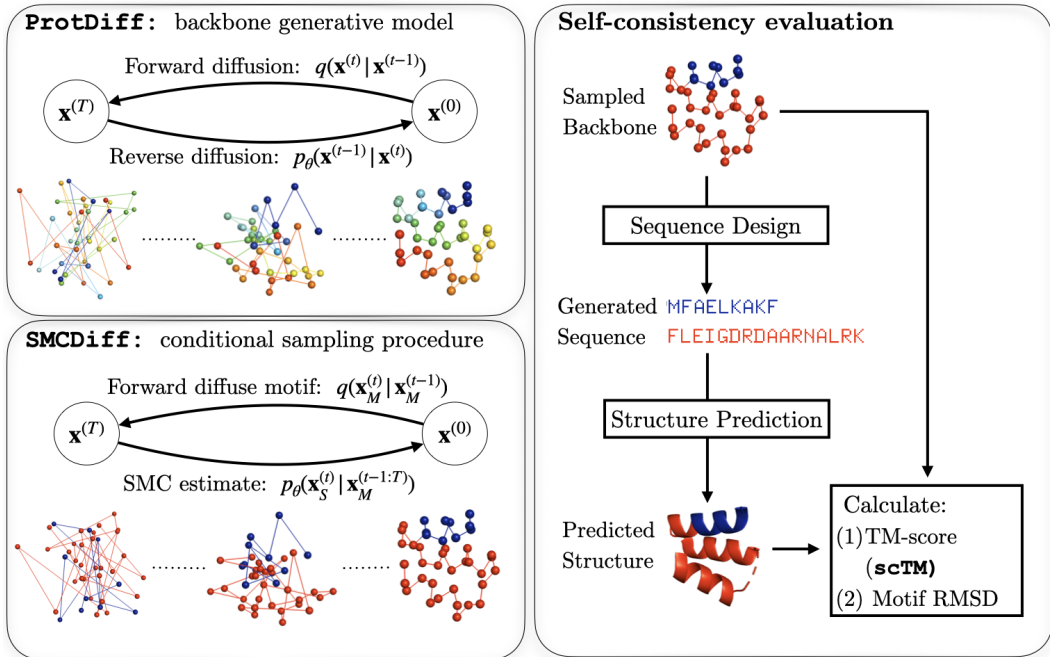 ProtDiff: backbone generative model
Forward diffusion: q(x^(t) | x^(t-1))
x^(T)
x^(0)
Reverse diffusion: p_θ(x^(t-1) | x^(t))
SMCDiff: conditional sampling procedure
Forward diffuse motif: q(x_M^(t) | x_M^(t-1))
x^(T)
x^(0)
SMC estimate: p_θ(x_S^(t) | x_M^(t-1:T))
Self-consistency evaluation
Sampled
Backbone
Sequence Design
Generated MFAELKAKF
Sequence FLEIGDRDAARNALRK
Structure Prediction
Predicted
Structure
Calculate:
(1) TM-score
(scTM)
(2) Motif RMSD